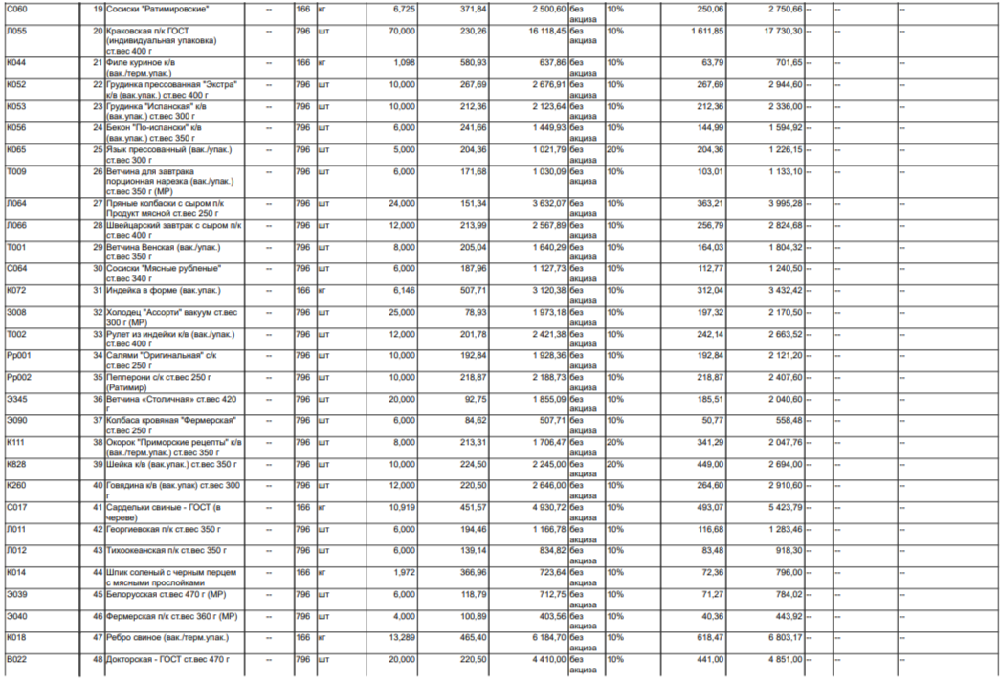 С060 19 Сосиски "Ратимировские" -- 166 кг 6,725 371,84 2 500,60 без 10% 250,06 2 750,66 -- -- --
акциза
Л055 20 Краковская п/к ГОСТ -- 796 шт 70,000 230,26 16 118,45 без 10% 1 611,85 17 730,30 -- -- --
(индивидуальная упаковка) акциза
ст.вес 400 г
К044 21 Филе куриное к/в -- 166 кг 1,098 580,93 637,86 без 10% 63,79 701,65 -- -- --
(вак./терм.упак.) акциза
К052 22 Грудинка прессованная "Экстра" -- 796 шт 10,000 267,69 2 676,91 без 10% 267,69 2 944,60 -- -- --
к/в (вак.упак.) ст.вес 400 г акциза
К053 23 Грудинка "Испанская" к/в -- 796 шт 10,000 212,36 2 123,64 без 10% 212,36 2 336,00 -- -- --
(вак.упак.) ст.вес 300 г акциза
К056 24 Бекон "По-испански" к/в -- 796 шт 6,000 241,66 1 449,93 без 10% 144,99 1 594,92 -- -- --
(вак.упак.) ст.вес 350 г акциза
К065 25 Язык прессованный (вак./упак.) -- 796 шт 5,000 204,36 1 021,79 без 20% 204,36 1 226,15 -- -- --
ст.вес 300 г акциза
Т009 26 Ветчина для завтрака -- 796 шт 6,000 171,68 1 030,09 без 10% 103,01 1 133,10 -- -- --
порционная нарезка (вак./упак.) акциза
ст.вес 350 г (МР)
Л064 27 Пряные колбаски с сыром п/к -- 796 шт 24,000 151,34 3 632,07 без 10% 363,21 3 995,28 -- -- --
Продукт мясной ст.вес 250 г акциза
Л066 28 Швейцарский завтрак с сыром п/к -- 796 шт 12,000 213,99 2 567,89 без 10% 256,79 2 824,68 -- -- --
ст.вес 400 г акциза
Т001 29 Ветчина Венская (вак./упак.) -- 796 шт 8,000 205,04 1 640,29 без 10% 164,03 1 804,32 -- -- --
ст.вес 350 г акциза
С064 30 Сосиски "Мясные рубленые" -- 796 шт 6,000 187,96 1 127,73 без 10% 112,77 1 240,50 -- -- --
ст.вес 340 г акциза
К072 31 Индейка в форме (вак.упак.) -- 166 кг 6,146 507,71 3 120,38 без 10% 312,04 3 432,42 -- -- --
акциза
З008 32 Холодец "Ассорти" вакуум ст.вес -- 796 шт 25,000 78,93 1 973,18 без 10% 197,32 2 170,50 -- -- --
300 г (МР) акциза
Т002 33 Рулет из индейки к/в (вак./упак.) -- 796 шт 12,000 201,78 2 421,38 без 10% 242,14 2 663,52 -- -- --
ст.вес 400 г акциза
Рр001 34 Салями "Оригинальная" с/к -- 796 шт 10,000 192,84 1 928,36 без 10% 192,84 2 121,20 -- -- --
ст.вес 250 г акциза
Рр002 35 Пепперони с/к ст.вес 250 г -- 796 шт 10,000 218,87 2 188,73 без 10% 218,87 2 407,60 -- -- --
(Ратимир) акциза
Э345 36 Ветчина «Столичная» ст.вес 420 -- 796 шт 20,000 92,75 1 855,09 без 10% 185,51 2 040,60 -- -- --
г акциза
Э090 37 Колбаса кровяная "Фермерская" -- 796 шт 6,000 84,62 507,71 без 10% 50,77 558,48 -- -- --
ст.вес 250 г акциза
К111 38 Окорок "Приморские рецепты" к/в -- 796 шт 8,000 213,31 1 706,47 без 20% 341,29 2 047,76 -- -- --
(вак./терм.упак.) ст.вес 350 г акциза
К828 39 Шейка к/в (вак.упак.) ст.вес 350 г -- 796 шт 10,000 224,50 2 245,00 без 20% 449,00 2 694,00 -- -- --
акциза
К260 40 Говядина к/в (вак.упак) ст.вес 300 -- 796 шт 12,000 220,50 2 646,00 без 10% 264,60 2 910,60 -- -- --
г акциза
С017 41 Сардельки свиные - ГОСТ (в -- 166 кг 10,919 451,57 4 930,72 без 10% 493,07 5 423,79 -- -- --
череве) акциза
Л011 42 Георгиевская п/к ст.вес 350 г -- 796 шт 6,000 194,46 1 166,78 без 10% 116,68 1 283,46 -- -- --
акциза
Л012 43 Тихоокеанская п/к ст.вес 350 г -- 796 шт 6,000 139,14 834,82 без 10% 83,48 918,30 -- -- --
акциза
К014 44 Шпик соленый с черным перцем -- 166 кг 1,972 366,96 723,64 без 10% 72,36 796,00 -- -- --
с мясными прослойками акциза
Э039 45 Белорусская ст.вес 470 г (МР) -- 796 шт 6,000 118,79 712,75 без 10% 71,27 784,02 -- -- --
акциза
Э040 46 Фермерская п/к ст.вес 360 г (МР) -- 796 шт 4,000 100,89 403,56 без 10% 40,36 443,92 -- -- --
акциза
К018 47 Ребро свиное (вак./терм.упак.) -- 166 кг 13,289 465,40 6 184,70 без 10% 618,47 6 803,17 -- -- --
акциза
В022 48 Докторская - ГОСТ ст.вес 470 г -- 796 шт 20,000 220,50 4 410,00 без 10% 441,00 4 851,00 -- -- --
акциза